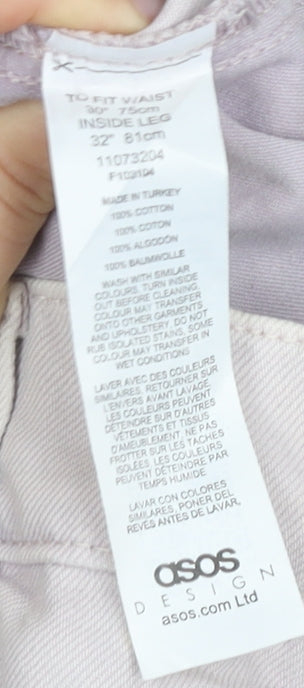 TO FIT WAIST
30" 75cm
INSIDE LEG
32" 81cm
11073204
F103104
MADE IN TURKEY
100% COTTON
100% COTON
100% ALGODÓN
100% BAUMWOLLE
WASH WITH SIMILAR
COLOURS. TURN INSIDE
OUT BEFORE CLEANING.
COLOUR MAY TRANSFER
ONTO OTHER GARMENTS
AND UPHOLSTERY, DO NOT
RUB ISOLATED STAINS, SOME
COLOUR MAY TRANSFER IN
WET CONDITIONS
LAVER AVEC DES COULEURS
SIMILAIRES. RETOURNER SUR
L'ENVERS AVANT LAVAGE.
LES COULEURS PEUVENT
DÉTEINDRE SUR D'AUTRES
VÊTEMENTS ET TISSUS
D'AMEUBLEMENT. NE PAS
FROTTER SUR LES TACHES
ISOLÉES. LES COULEURS
PEUVENT DÉTEINDRE PAR
TEMPS HUMIDE.
LAVAR CON COLORES
SIMILARES, PONER DEL
REVÉS ANTES DE LAVAR,
asos
DESIGN
asos.com Ltd